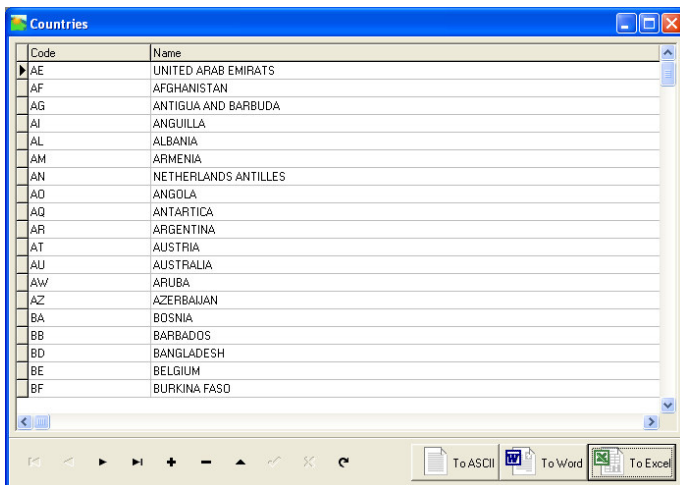 Countries
Code Name
AE UNITED ARAB EMIRATS
AF AFGHANISTAN
AG ANTIGUA AND BARBUDA
AI ANGUILLA
AL ALBANIA
AM ARMENIA
AN NETHERLANDS ANTILLES
AO ANGOLA
AQ ANTARTICA
AR ARGENTINA
AT AUSTRIA
AU AUSTRALIA
AW ARUBA
AZ AZERBAIJAN
BA BOSNIA
BB BARBADOS
BD BANGLADESH
BE BELGIUM
BF BURKINA FASO
To ASCII To Word To Excel